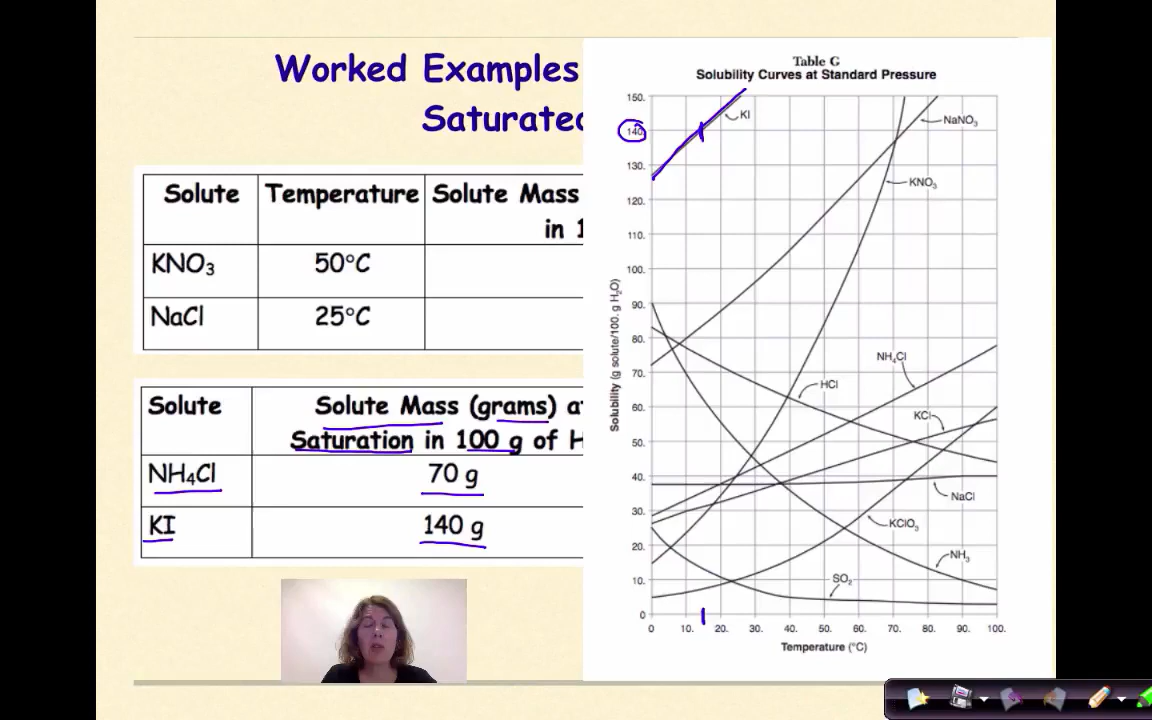 Worked Examples
Saturated
Solute Temperature Solute Mass
in 1
KNO₃ 50°C
NaCl 25°C
Solute Solute Mass (grams) at
Saturation in 100 g of H
NH₄Cl 70 g
KI 140 g
Table G
Solubility Curves at Standard Pressure
Solubility (g solute/100. g H₂O)
150.
140.
130.
120.
110.
100.
90.
80.
70.
60.
50.
40.
30.
20.
10.
0
KI
NaNO₃
KNO₃
NH₄Cl
HCl
KCl
NaCl
KClO₃
NH₃
SO₂
0 10. 20. 30. 40. 50. 60. 70. 80. 90. 100.
Temperature (°C)